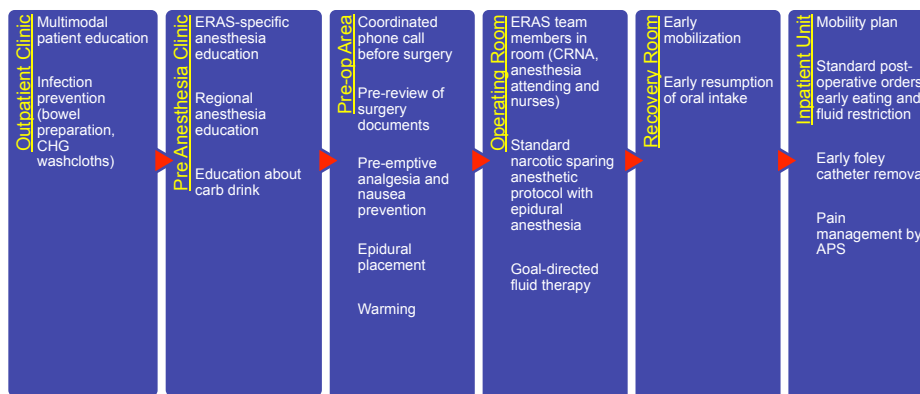 Outpatient Clinic
Multimodal
patient education
Infection
prevention
(bowel
preparation,
CHG
washcloths)
Pre Anesthesia Clinic
ERAS-specific
anesthesia
education
Regional
anesthesia
education
Education about
carb drink
Pre-op Area
Coordinated
phone call
before surgery
Pre-review of
surgery
documents
Pre-emptive
analgesia and
nausea
prevention
Epidural
placement
Warming
Operating Room
ERAS team
members in
room (CRNA,
anesthesia
attending and
nurses)
Standard
narcotic sparing
anesthetic
protocol with
epidural
anesthesia
Goal-directed
fluid therapy
Recovery Room
Early
mobilization
Early resumption
of oral intake
Inpatient Unit
Mobility plan
Standard post-
operative orders
early eating and
fluid restriction
Early foley
catheter remova
Pain
management by
APS